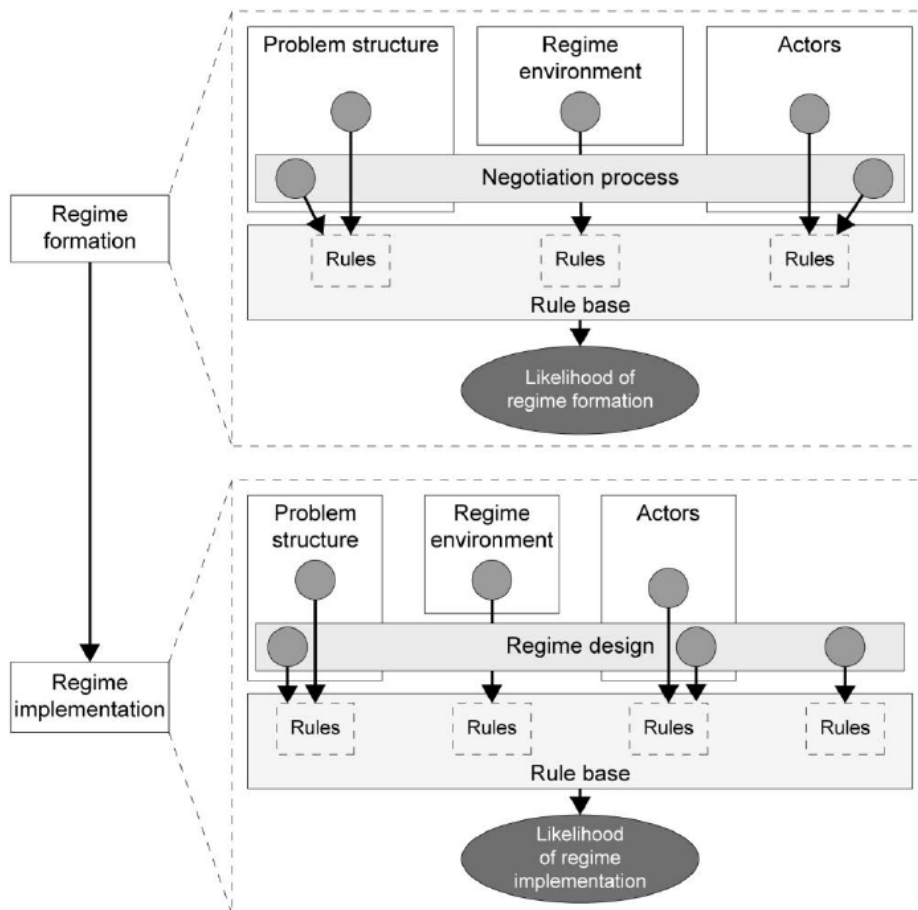 Problem structure
Regime
environment
Actors
Negotiation process
Regime
formation
Rules
Rules
Rules
Rule base
Likelihood of
regime formation
Problem
structure
Regime
environment
Actors
Regime design
Regime
implementation
Rules
Rules
Rules
Rules
Rule base
Likelihood
of regime
implementation